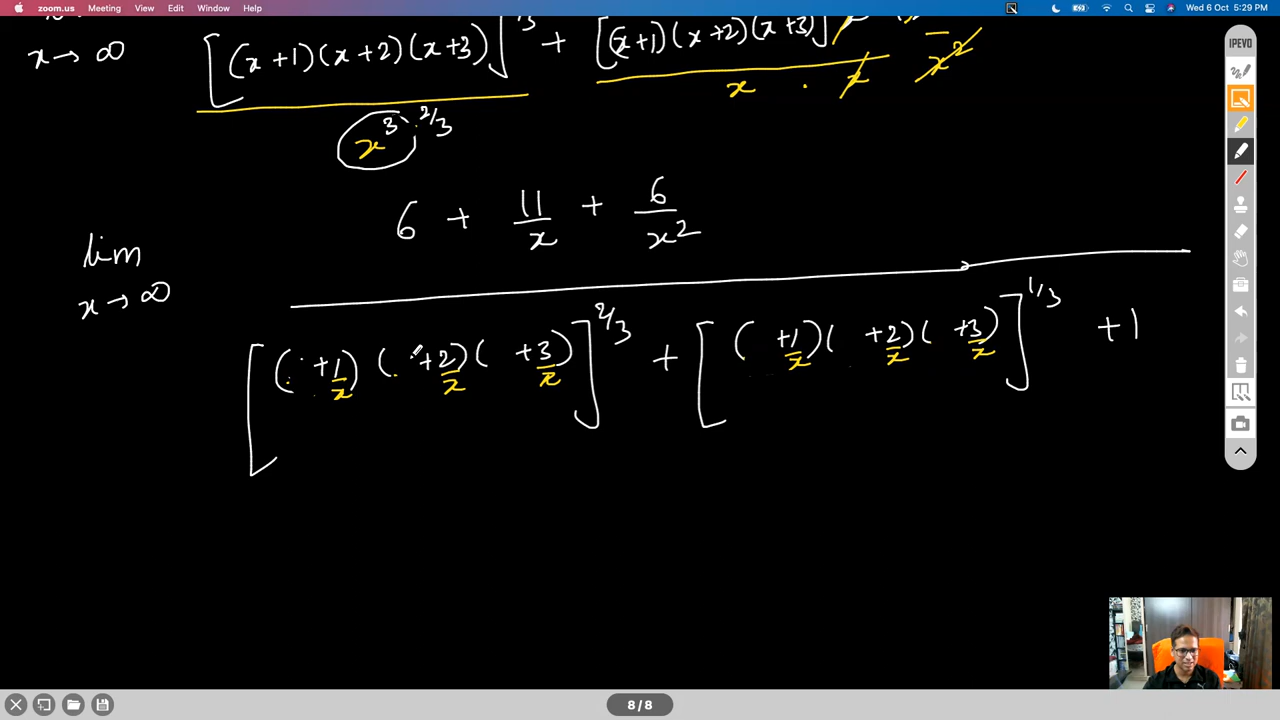 zoom.us Meeting View Edit Window Help Wed 6 Oct 5:29 PM
IPEVO
x → ∞ [(x+1)(x+2)(x+3)]^1/3 + [(x+1)(x+2)(x+3)]
x³·²/³ x · x x²
6 + 11/x + 6/x²
lim
x → ∞
[( +1/x)( +2/x)( +3/x)]^2/3 + [( +1/x)( +2/x)( +3/x)]^1/3 +1
8/8